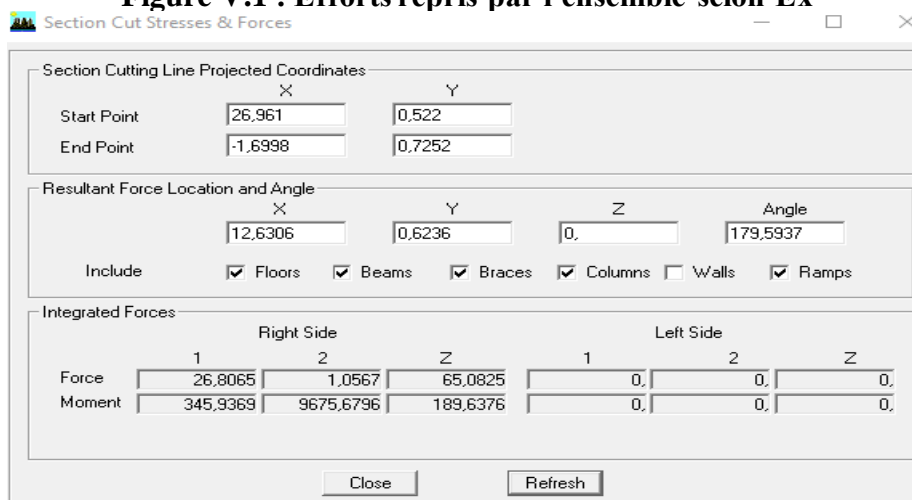 Figure V.1 : Efforts repris par l'ensemble selon Ex
Section Cut Stresses & Forces
Section Cutting Line Projected Coordinates
X Y
Start Point 26,961 0,522
End Point -1,6998 0,7252
Resultant Force Location and Angle
X Y Z Angle
12,6306 0,6236 0, 179,5937
Include Floors Beams Braces Columns Walls Ramps
Integrated Forces
Right Side Left Side
1 2 Z 1 2 Z
Force 26,8065 1,0567 65,0825 0, 0, 0,
Moment 345,9369 9675,6796 189,6376 0, 0, 0,
Close Refresh